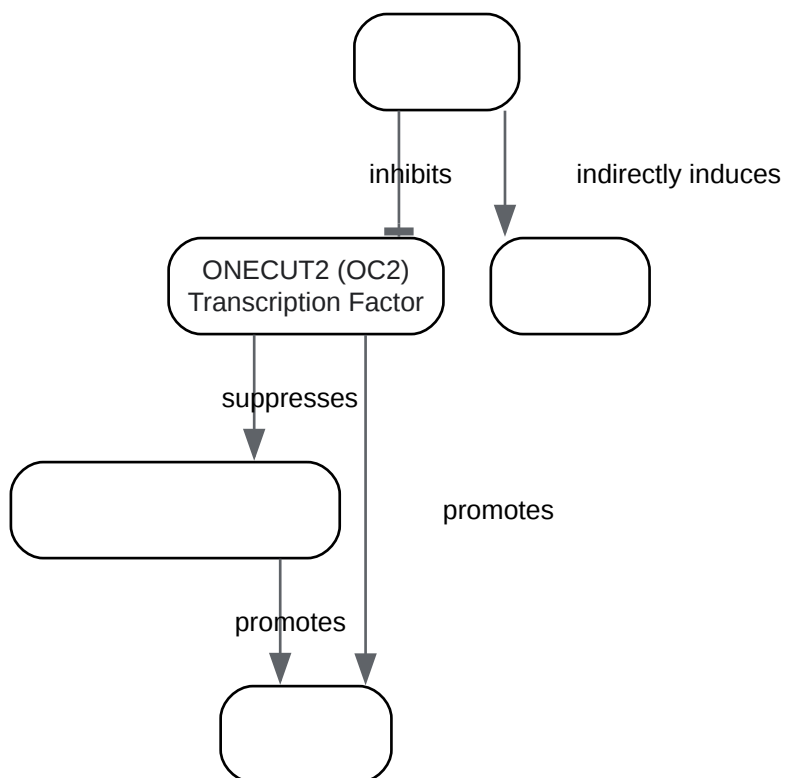 inhibits
indirectly induces
ONECUT2 (OC2)
Transcription Factor
suppresses
promotes
promotes